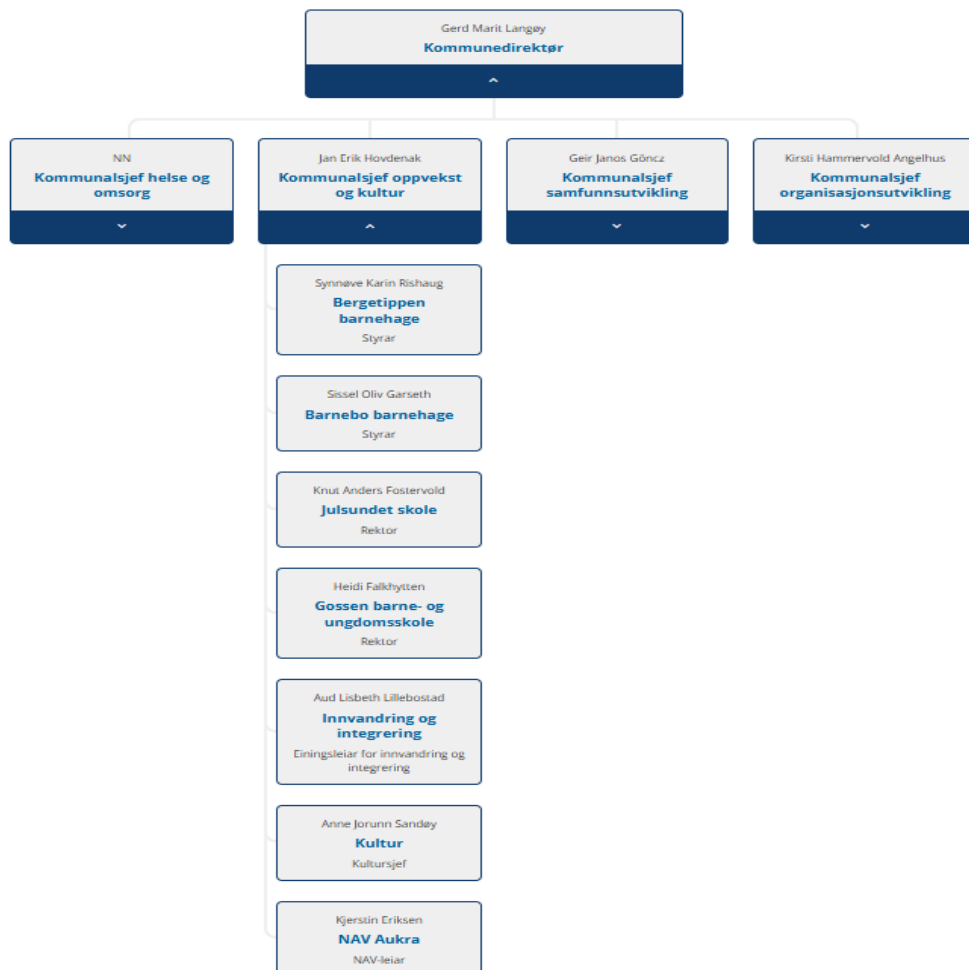 Gerd Marit Langøy
Kommunedirektør
NN
Kommunalsjef helse og
omsorg
Jan Erik Hovdenak
Kommunalsjef oppvekst
og kultur
Geir Janos Göncz
Kommunalsjef
samfunnsutvikling
Kirsti Hammervold Angelhus
Kommunalsjef
organisasjonsutvikling
Synnøve Karin Rishaug
Bergetippen
barnehage
Styrar
Sissel Oliv Garseth
Barnebo barnehage
Styrar
Knut Anders Fostervold
Julsundet skole
Rektor
Heidi Falkhytten
Gossen barne- og
ungdomsskole
Rektor
Aud Lisbeth Lillebostad
Innvandring og
integrering
Einingsleiar for innvandring og
integrering
Anne Jorunn Sandøy
Kultur
Kultursjef
Kjerstin Eriksen
NAV Aukra
NAV-leiar